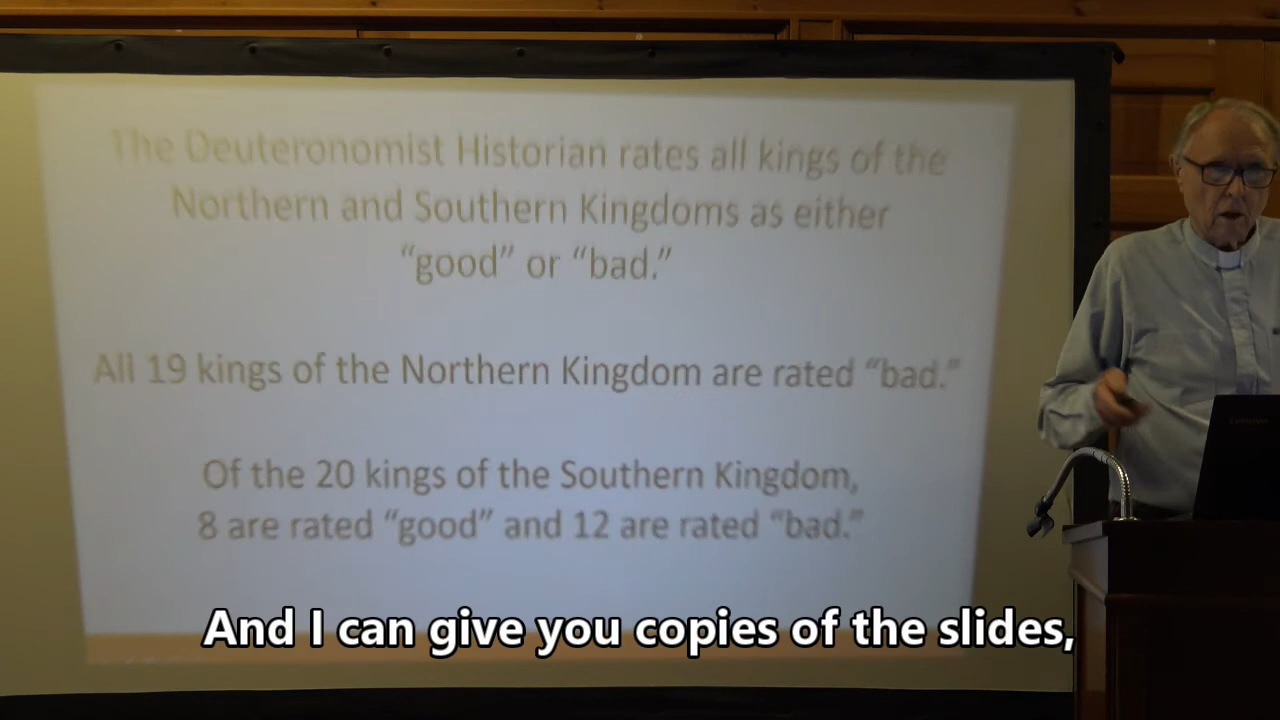 The Deuteronomist Historian rates all kings of the
Northern and Southern Kingdoms as either
“good” or “bad.”
All 19 kings of the Northern Kingdom are rated “bad.”
Of the 20 kings of the Southern Kingdom,
8 are rated “good” and 12 are rated “bad.”
Lenovo
And I can give you copies of the slides,